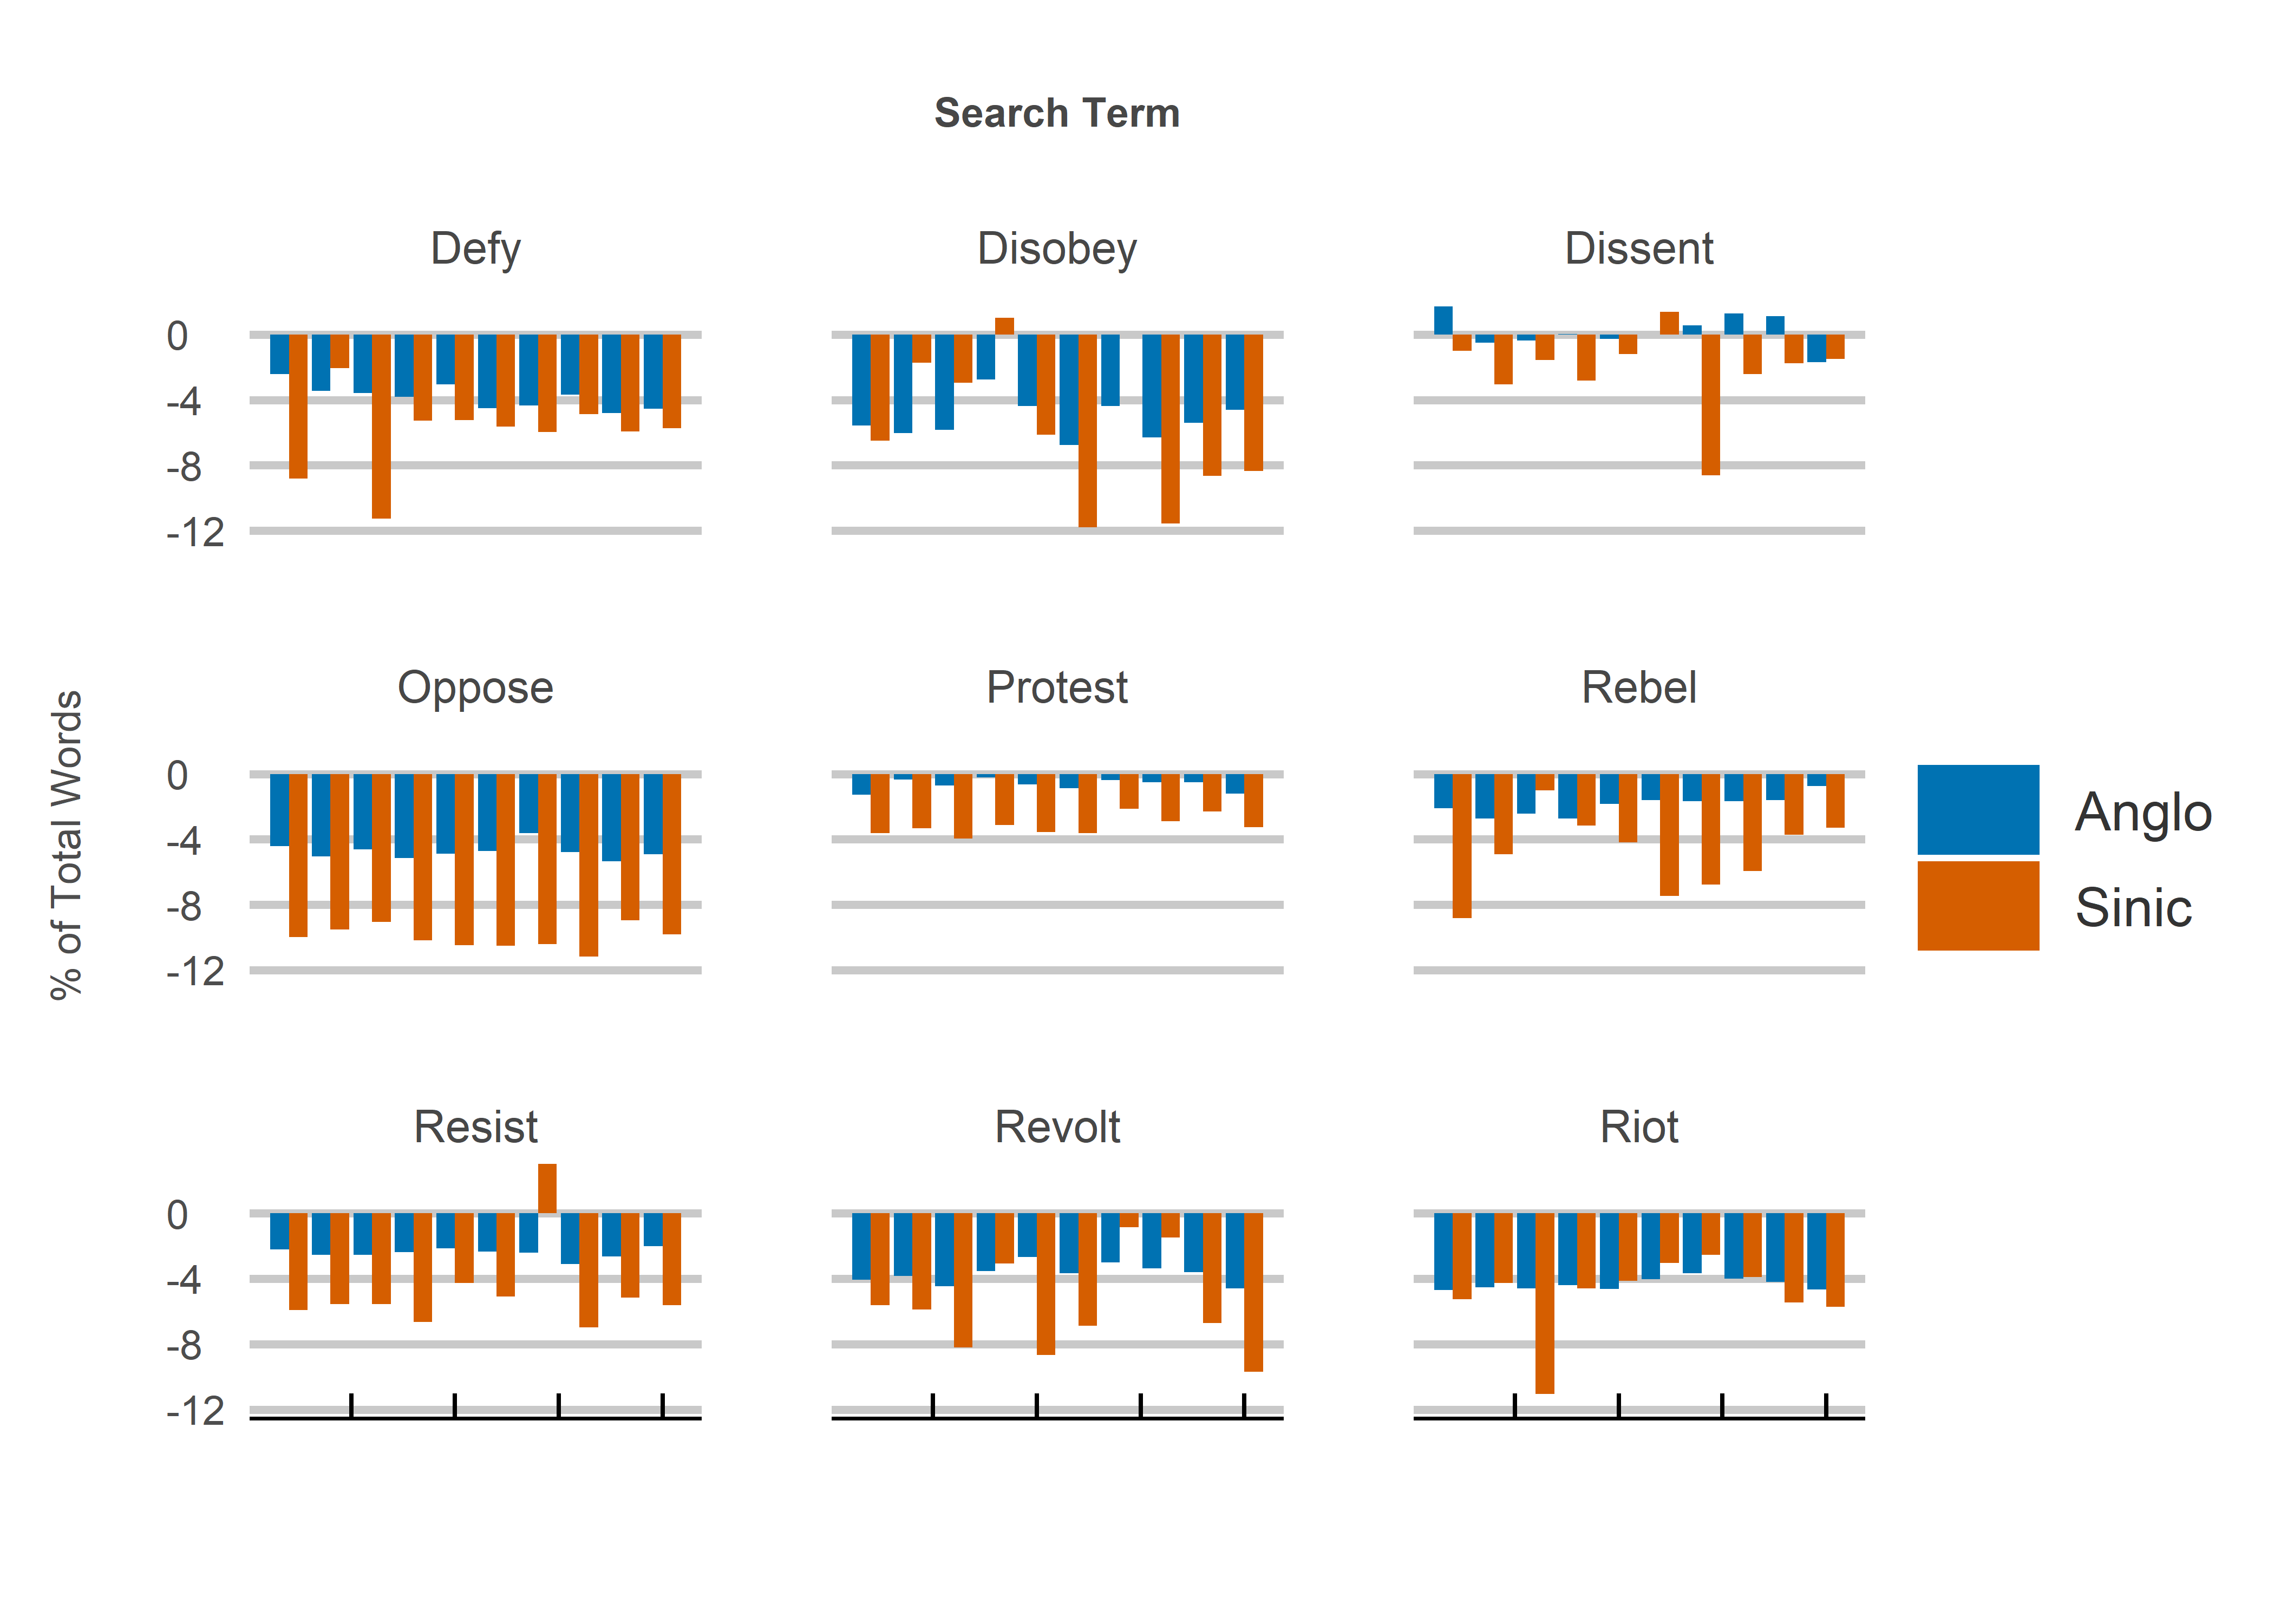 Search Term
Defy
Disobey
Dissent
0
-4
-8
-12
Oppose
Protest
Rebel
% of Total Words
0
-4
-8
-12
Anglo
Sinic
Resist
Revolt
Riot
0
-4
-8
-12